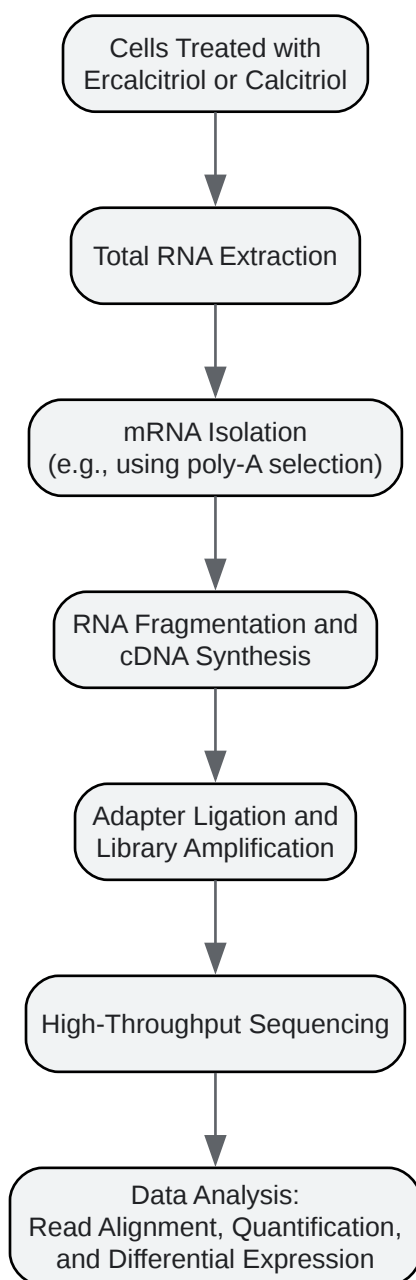 Cells Treated with
Ercalcitriol or Calcitriol
Total RNA Extraction
mRNA Isolation
(e.g., using poly-A selection)
RNA Fragmentation and
cDNA Synthesis
Adapter Ligation and
Library Amplification
High-Throughput Sequencing
Data Analysis:
Read Alignment, Quantification,
and Differential Expression